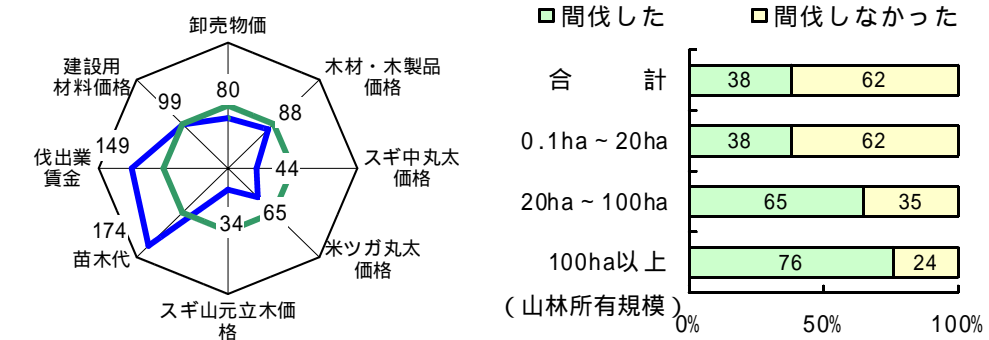 卸売物価
建設用
材料価格
木材・木製品
価格
99
80
88
149
伐出業
賃金
44
スギ中丸太
価格
174
34
65
苗木代
米ツガ丸太
価格
スギ山元立木価
格
間伐した
間伐しなかった
合 計
38
62
0.1ha～20ha
38
62
20ha～100ha
65
35
100ha以上
76
24
(山林所有規模)
0%
50%
100%